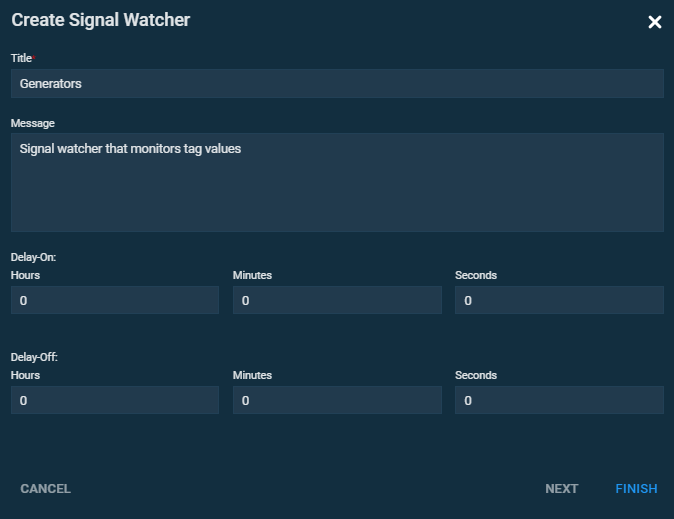 Create Signal Watcher
Title*
Generators
Message
Signal watcher that monitors tag values
Delay-On:
Hours Minutes Seconds
0 0 0
Delay-Off:
Hours Minutes Seconds
0 0 0
CANCEL NEXT FINISH